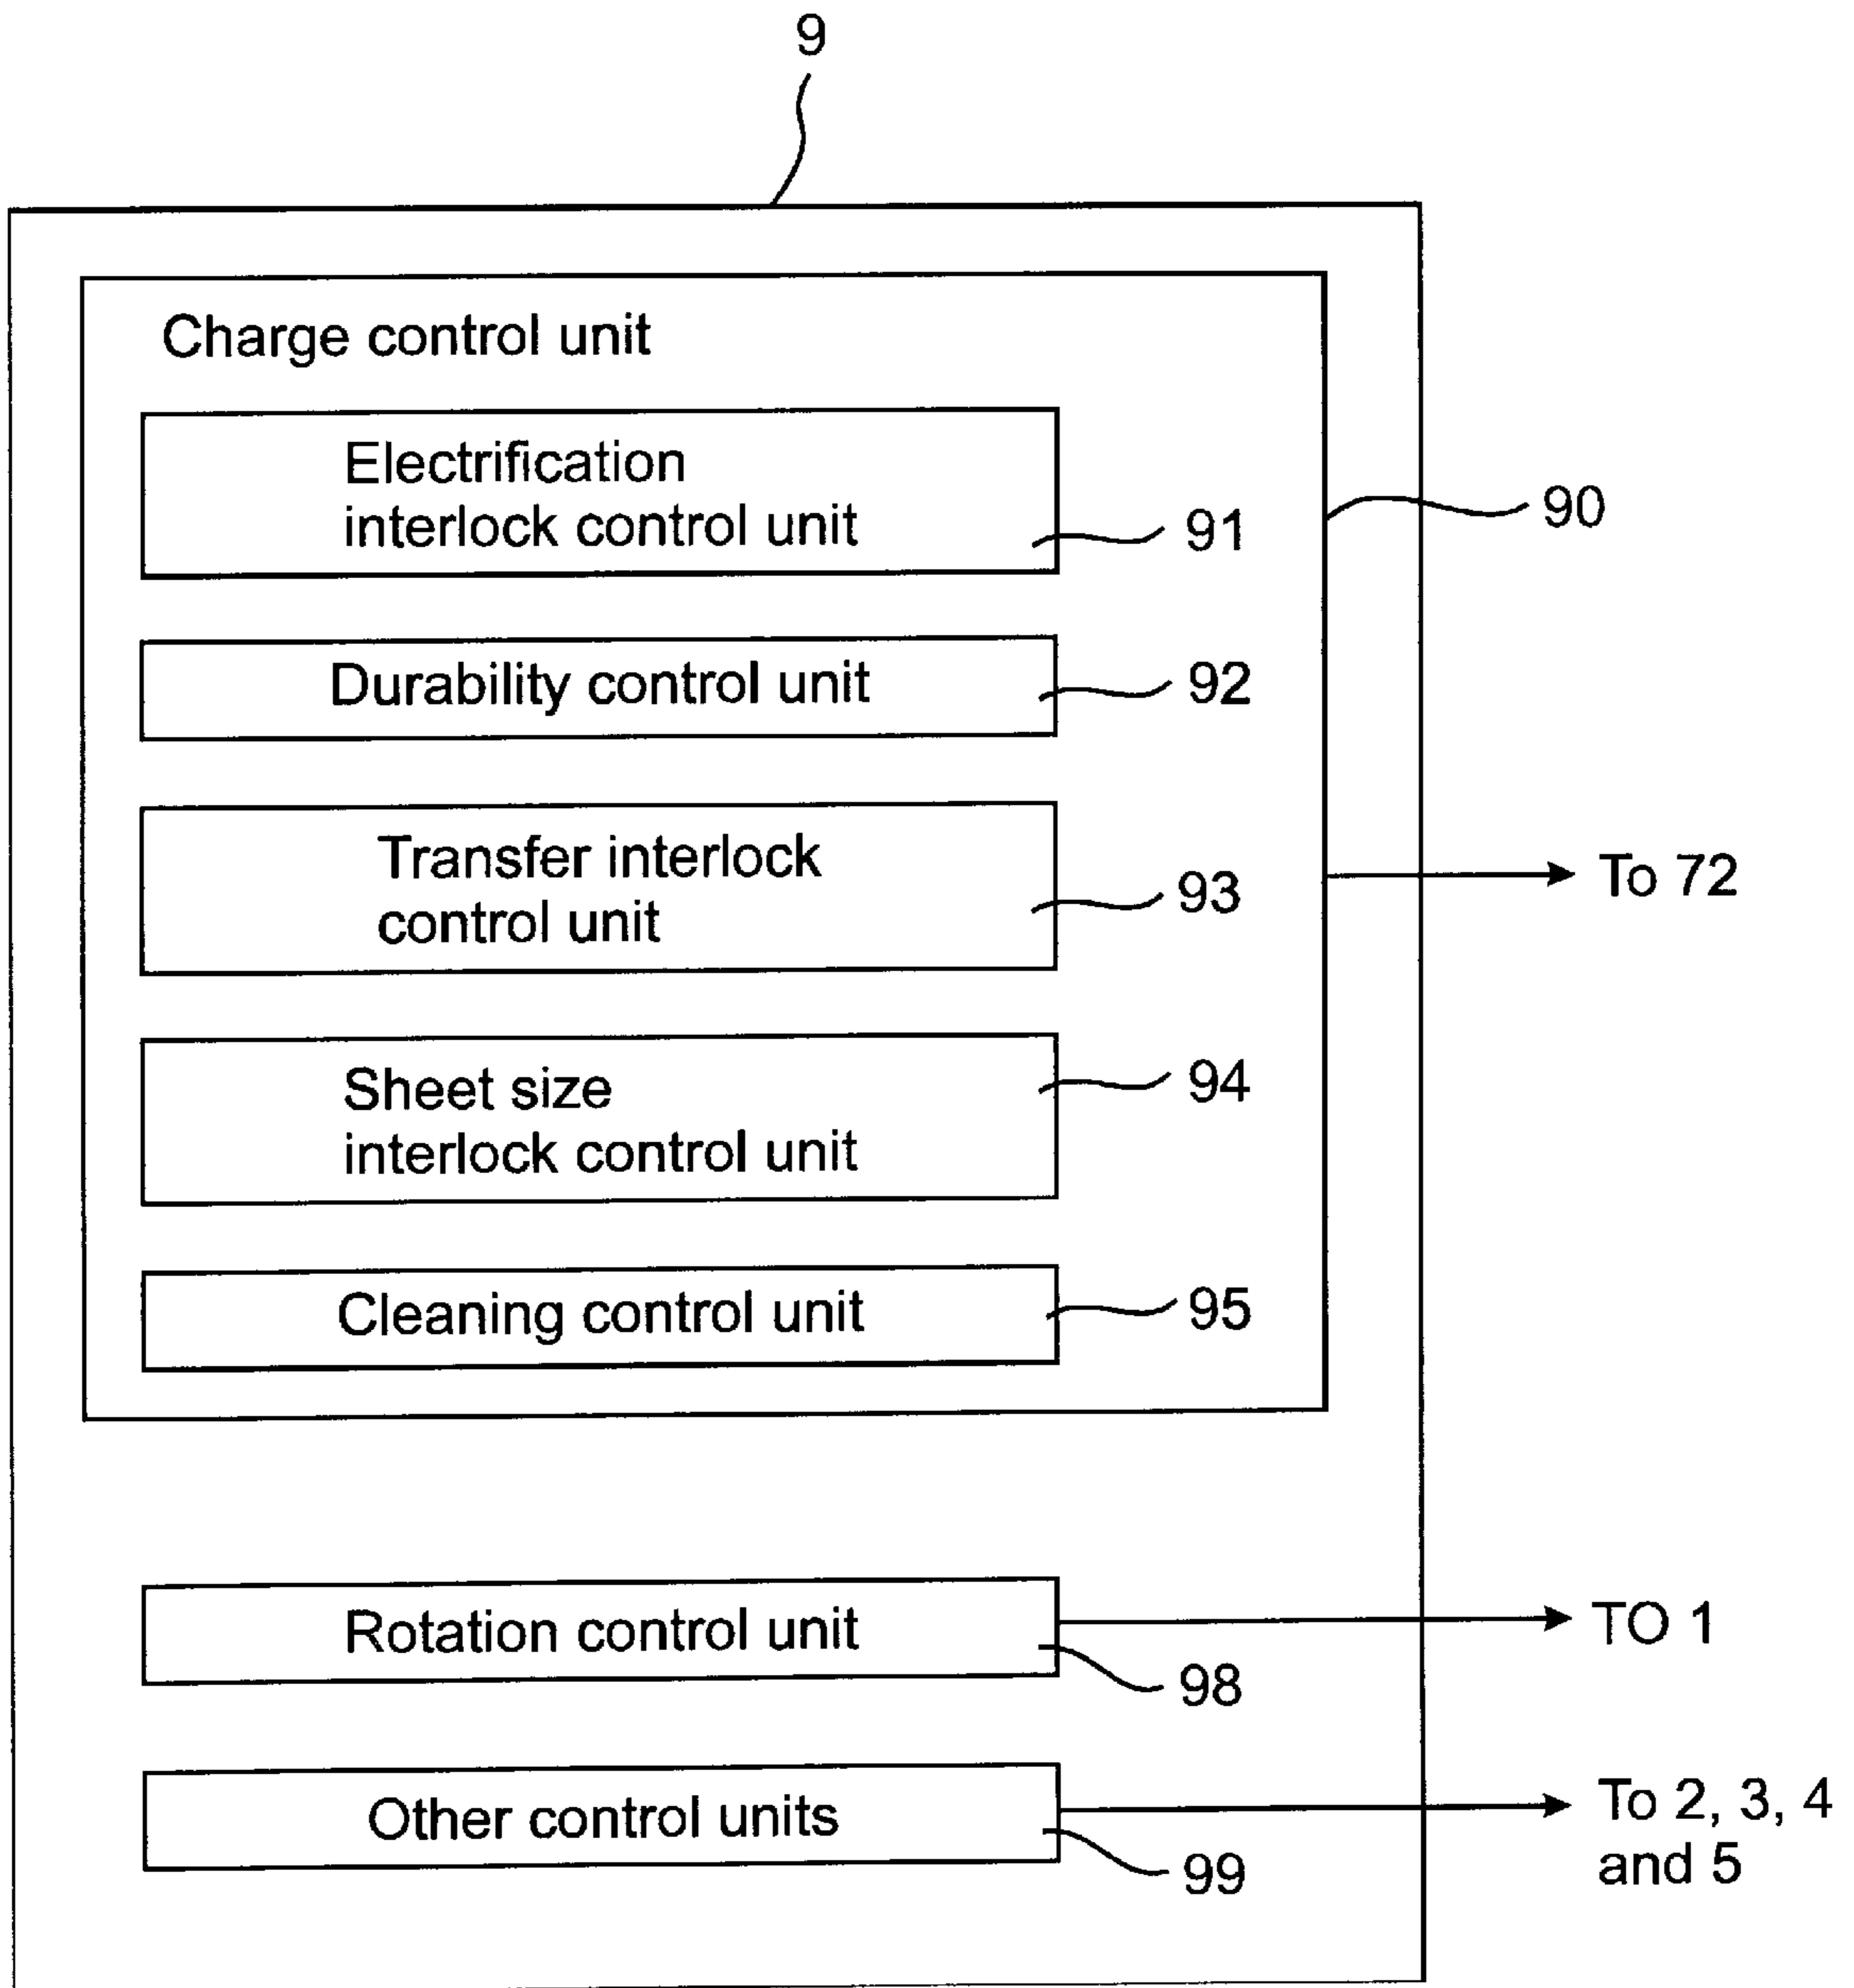 9
Charge control unit
Electrification
interlock control unit
91
90
Durability control unit
92
Transfer interlock
control unit
93
To 72
Sheet size
interlock control unit
94
Cleaning control unit
95
Rotation control unit
98
TO 1
Other control units
99
To 2, 3, 4
and 5